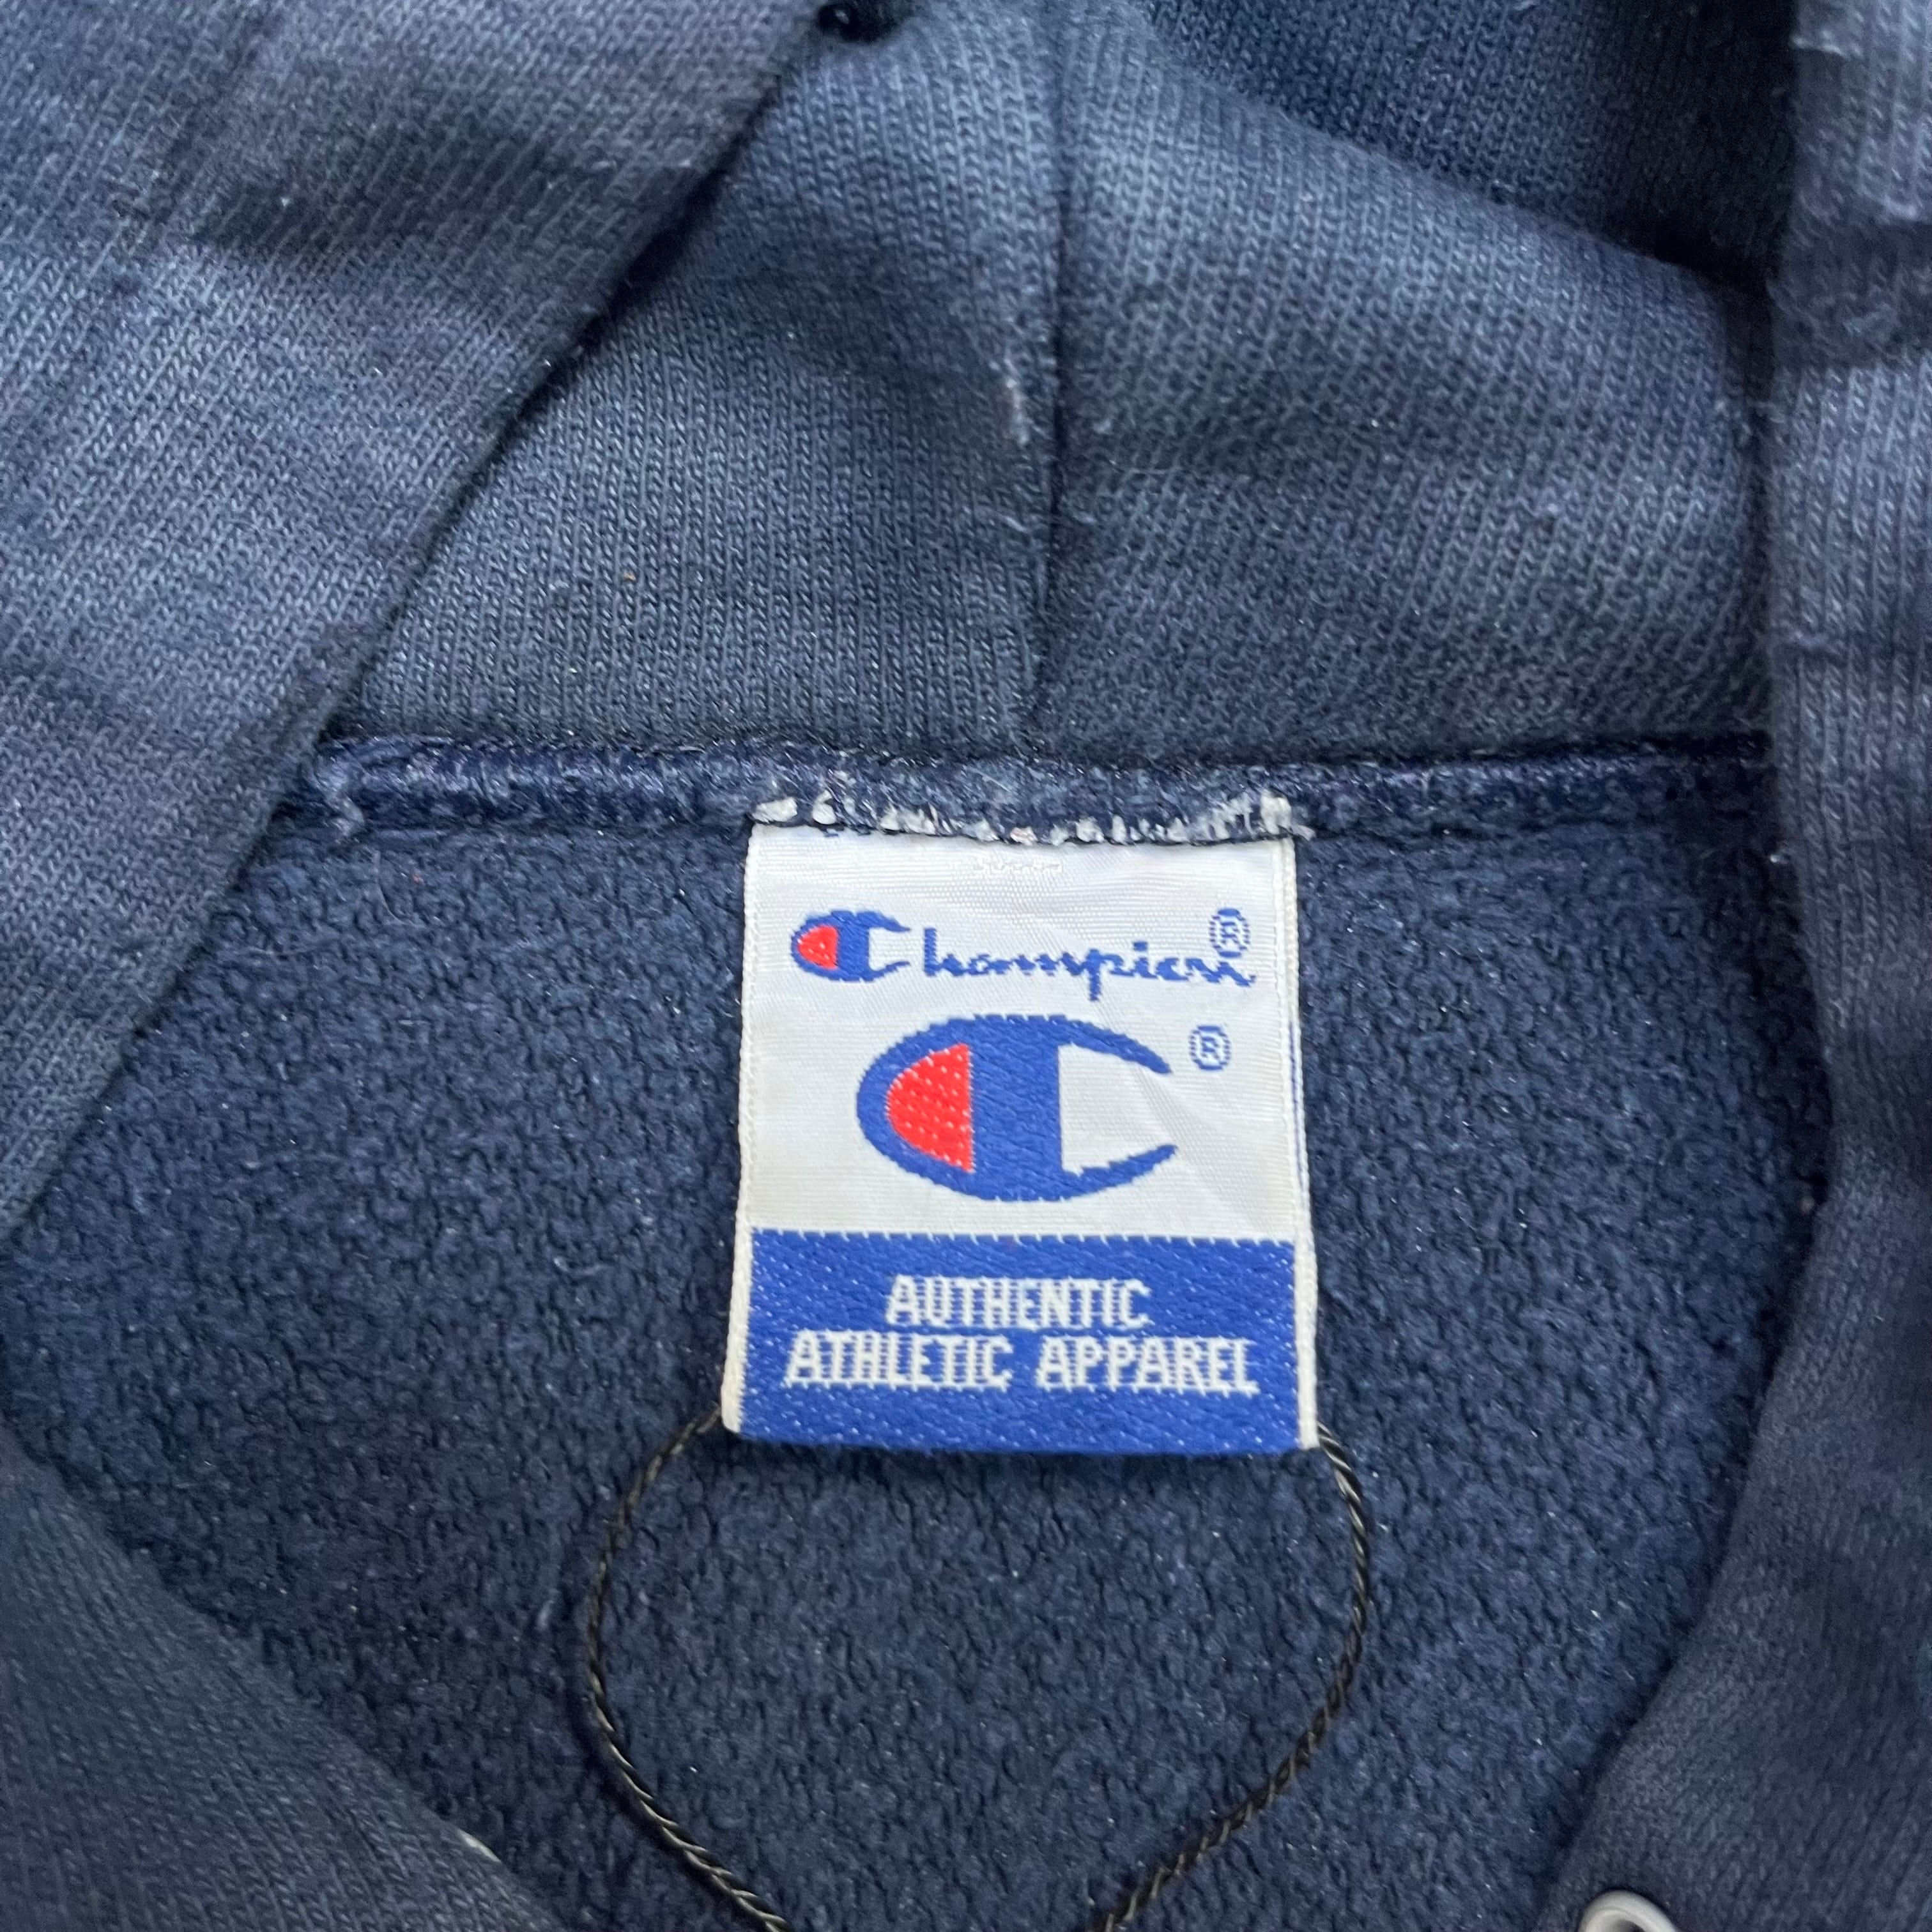 Champion®
®
AUTHENTIC
ATHLETIC APPAREL